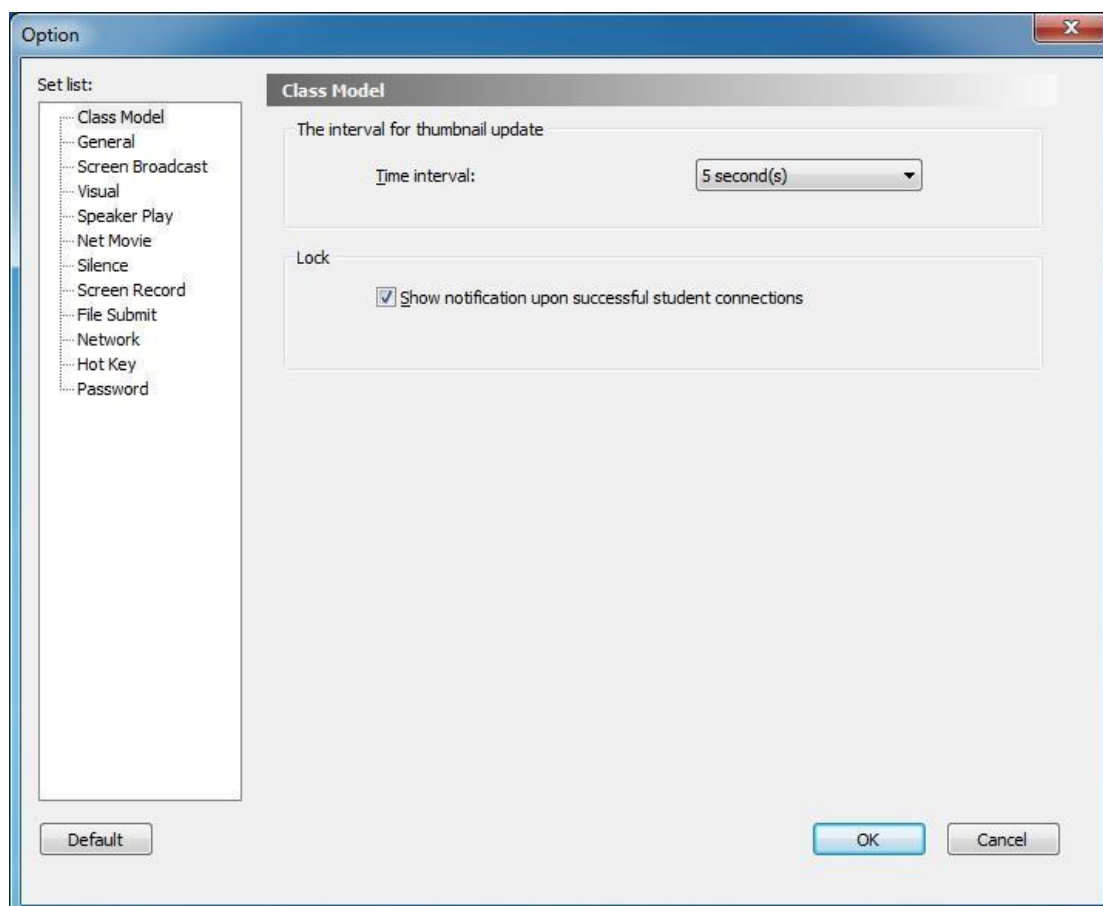 Option
Set list:
Class Model
General
Screen Broadcast
Visual
Speaker Play
Net Movie
Silence
Screen Record
File Submit
Network
Hot Key
Password
Class Model
The interval for thumbnail update
Time interval: 5 second(s)
Lock
Show notification upon successful student connections
Default OK Cancel